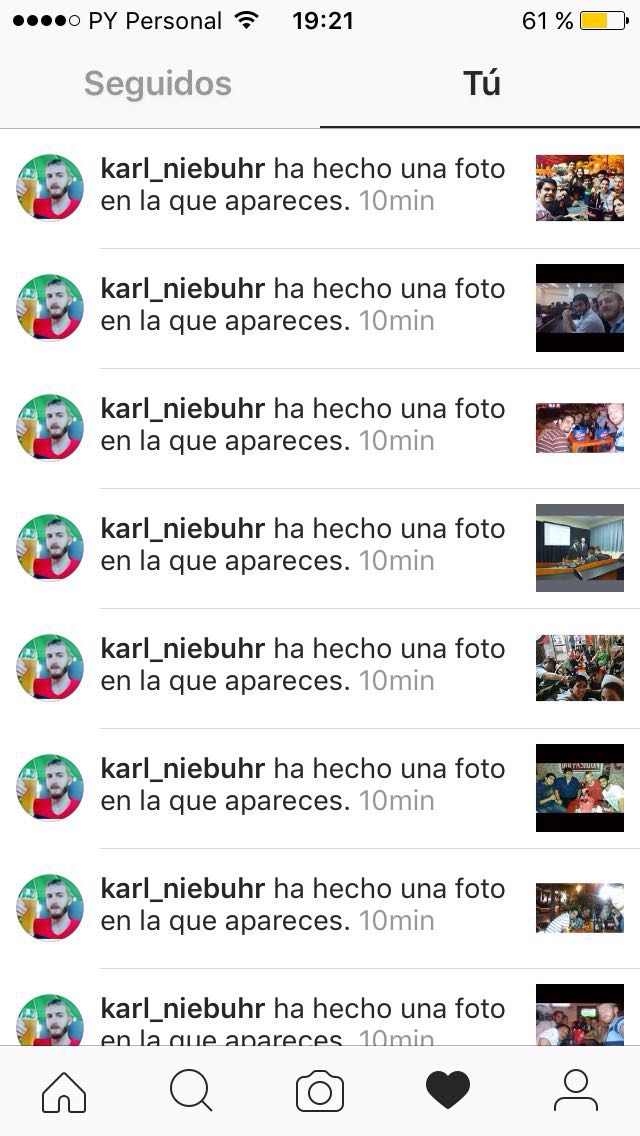 PY Personal 19:21 61 %
Seguidos Tú
karl_niebuhr ha hecho una foto
en la que apareces. 10min
karl_niebuhr ha hecho una foto
en la que apareces. 10min
karl_niebuhr ha hecho una foto
en la que apareces. 10min
karl_niebuhr ha hecho una foto
en la que apareces. 10min
karl_niebuhr ha hecho una foto
en la que apareces. 10min
karl_niebuhr ha hecho una foto
en la que apareces. 10min
karl_niebuhr ha hecho una foto
en la que apareces. 10min
karl_niebuhr ha hecho una foto
en la que apareces. 10min